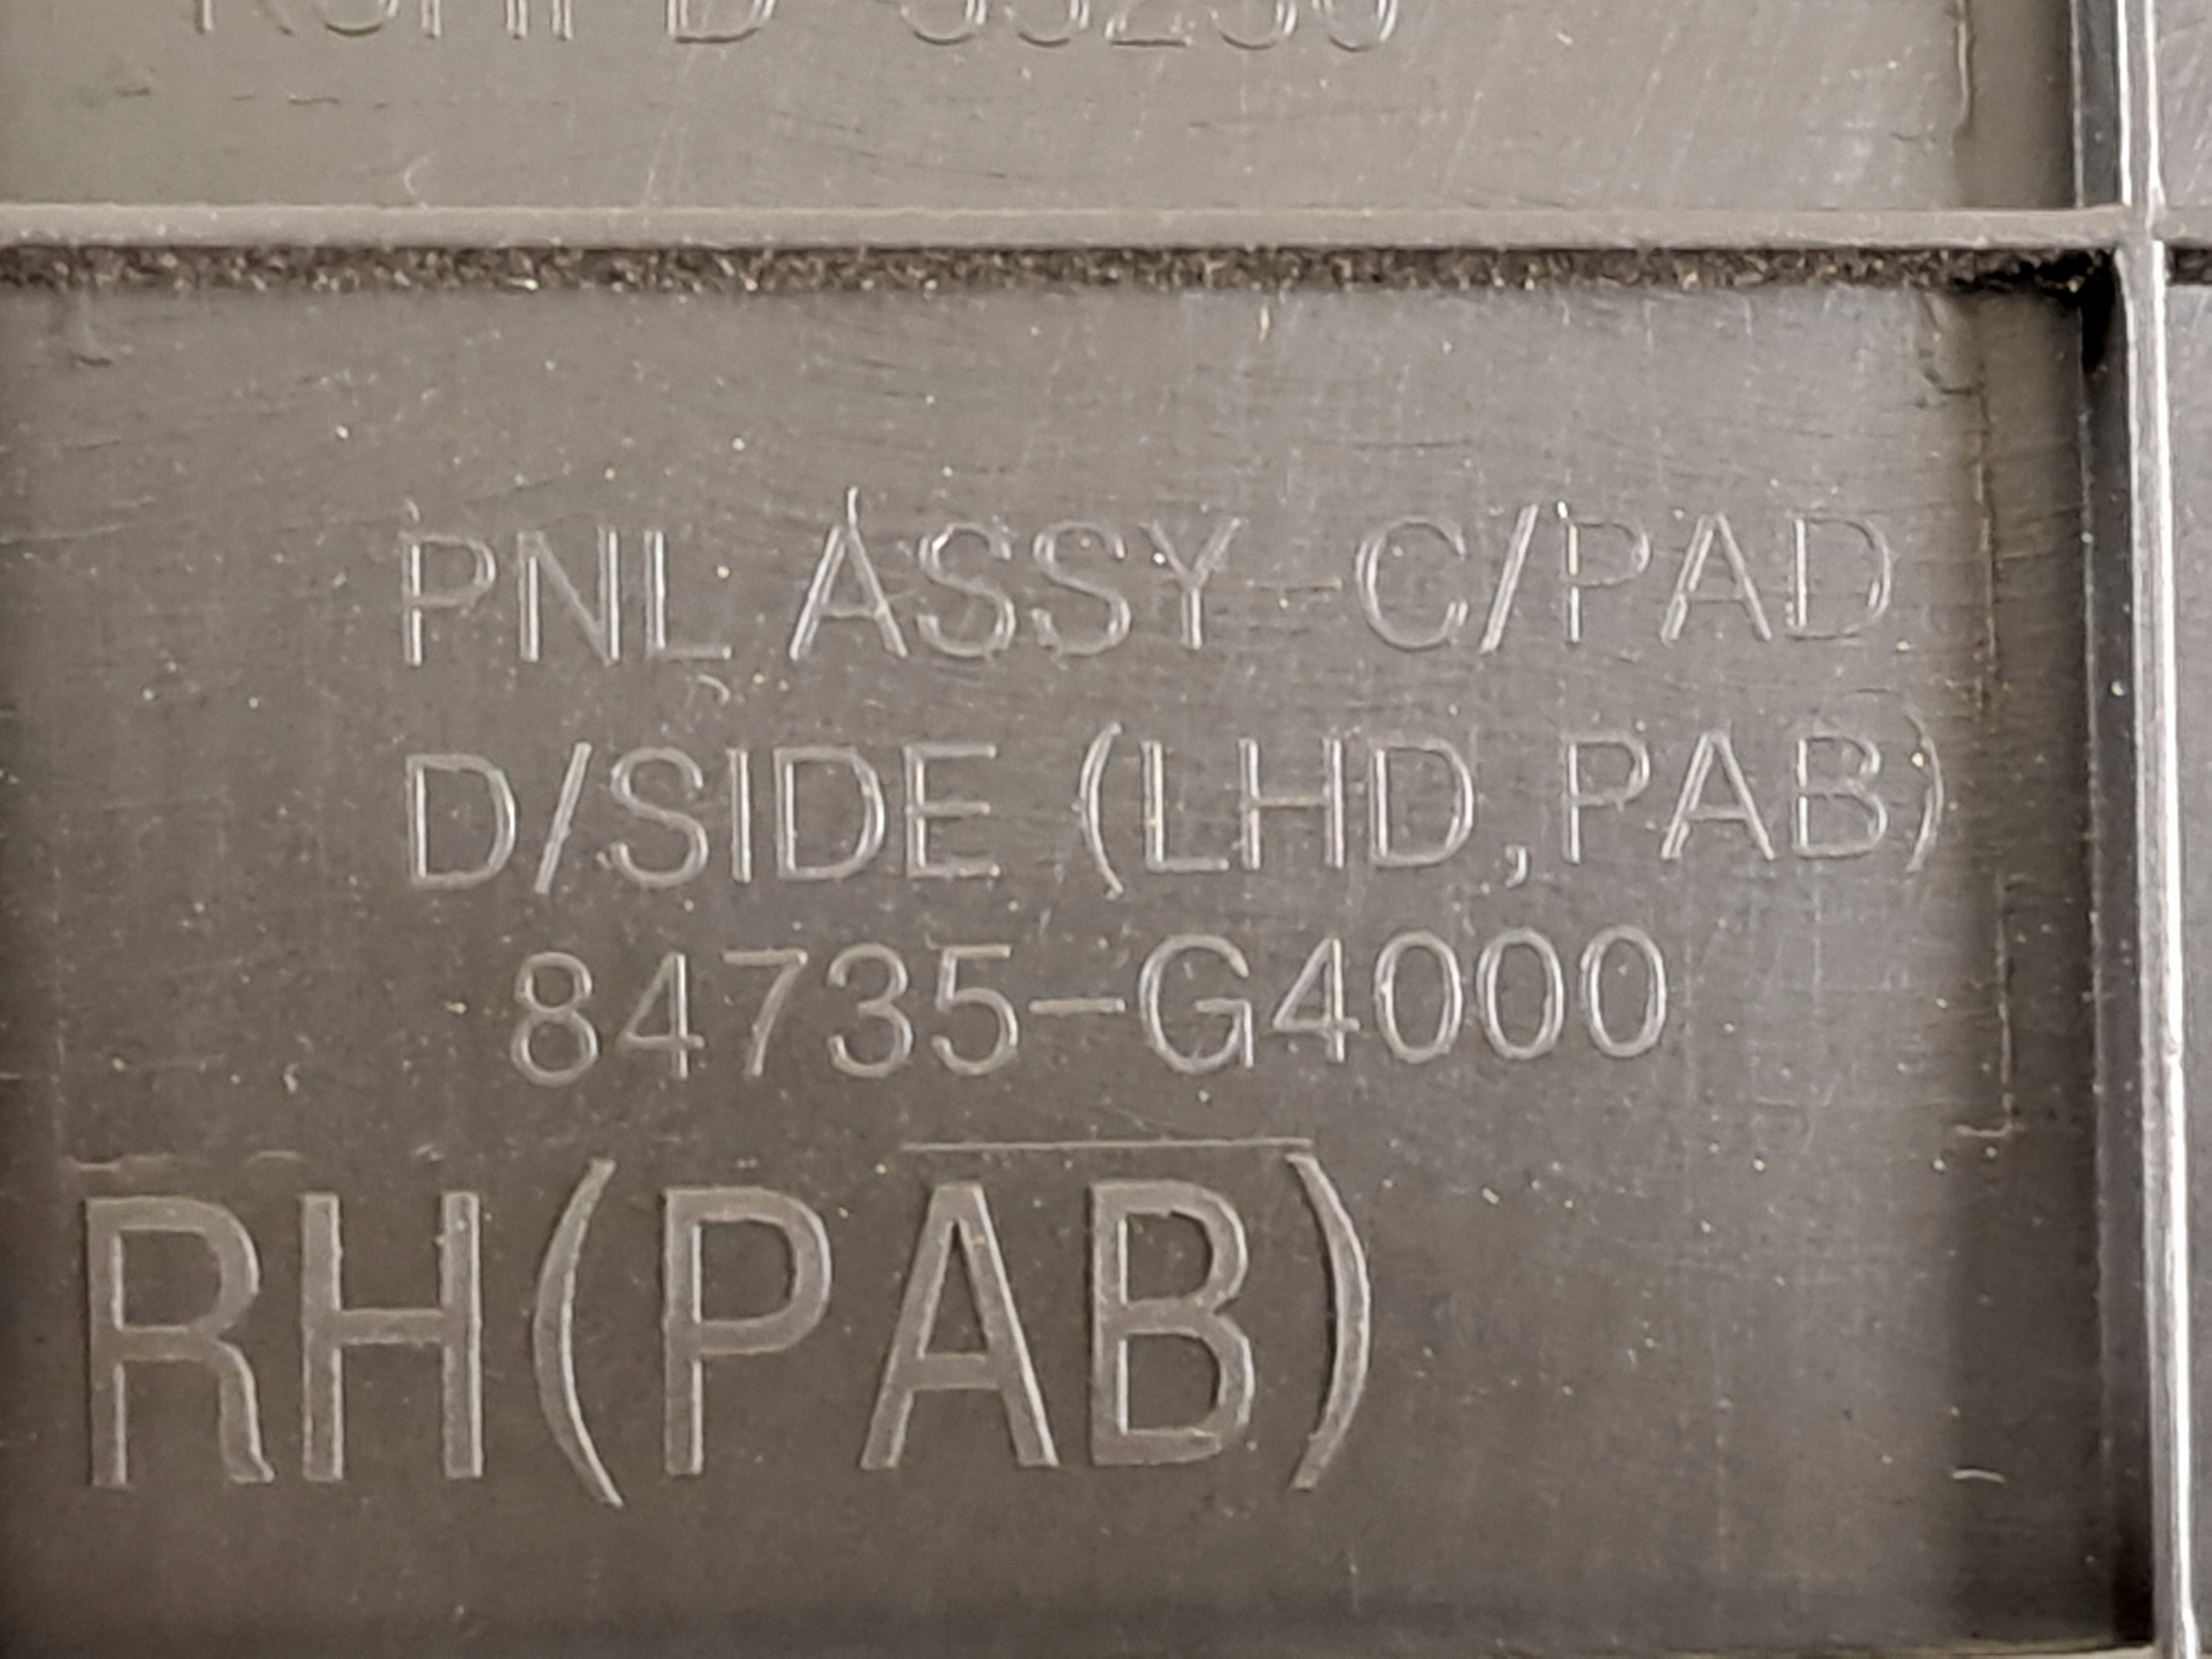 PNL ASSY-C/PAD
D/SIDE (LHD,PAB)
84735-G4000
RH(PAB)